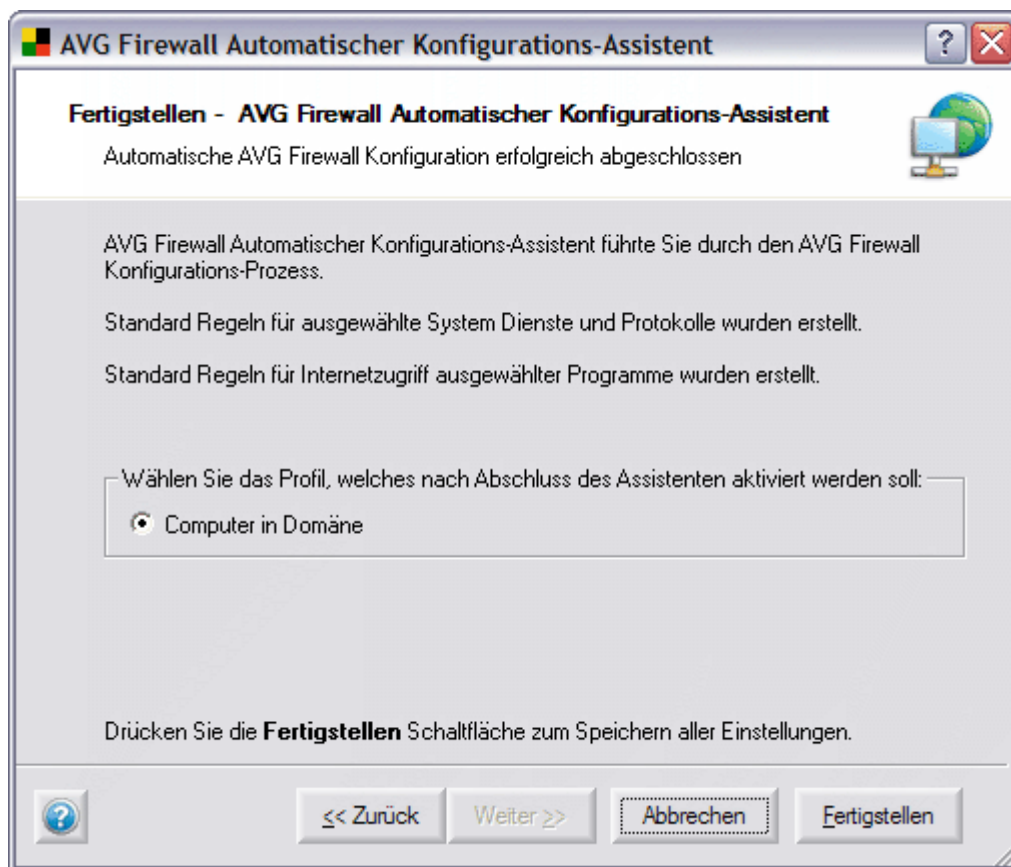 AVG Firewall Automatischer Konfigurations-Assistent
?
Fertigstellen - AVG Firewall Automatischer Konfigurations-Assistent
Automatische AVG Firewall Konfiguration erfolgreich abgeschlossen
AVG Firewall Automatischer Konfigurations-Assistent führte Sie durch den AVG Firewall
Konfigurations-Prozess.
Standard Regeln für ausgewählte System Dienste und Protokolle wurden erstellt.
Standard Regeln für Internetzugriff ausgewählter Programme wurden erstellt.
Wählen Sie das Profil, welches nach Abschluss des Assistenten aktiviert werden soll:
Computer in Domäne
Drücken Sie die Fertigstellen Schaltfläche zum Speichern aller Einstellungen.
?
<< Zurück
Weiter >>
Abbrechen
Fertigstellen